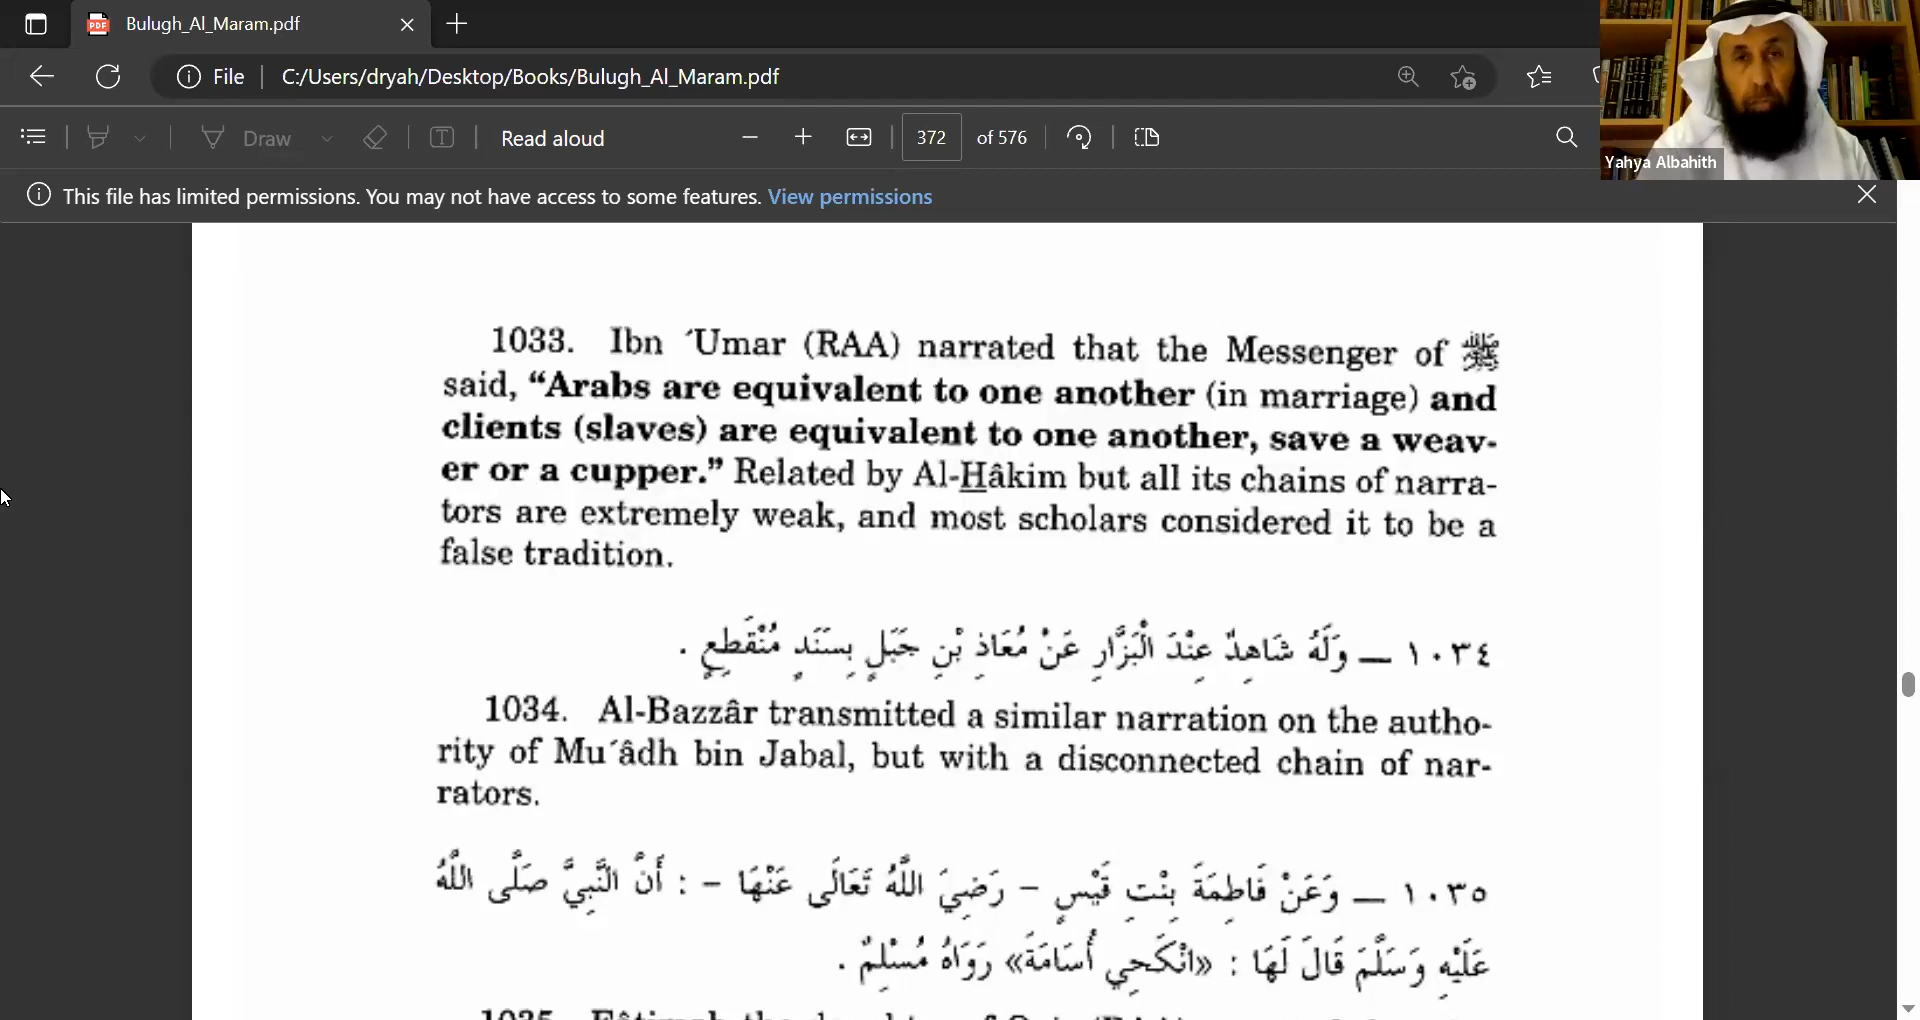 Bulugh_Al_Maram.pdf
File
C:/Users/dryah/Desktop/Books/Bulugh_Al_Maram.pdf
Draw
Read aloud
372 of 576
Yahya Albahith
This file has limited permissions. You may not have access to some features. View permissions
1033. Ibn ´Umar (RAA) narrated that the Messenger of ﷺ
said, “Arabs are equivalent to one another (in marriage) and
clients (slaves) are equivalent to one another, save a weav-
er or a cupper.” Related by Al-Hâkim but all its chains of narra-
tors are extremely weak, and most scholars considered it to be a
false tradition.
١٠٣٤ — وَلَهُ شَاهِدٌ عِنْدَ الْبَزَّارِ عَنْ مُعَاذِ بْنِ جَبَلٍ بِسَنَدٍ مُنْقَطِعٍ .
1034. Al-Bazzâr transmitted a similar narration on the autho-
rity of Mu´âdh bin Jabal, but with a disconnected chain of nar-
rators.
١٠٣٥ — وَعَنْ فَاطِمَةَ بِنْتِ قَيْسٍ – رَضِيَ اللَّهُ تَعَالَى عَنْهَا – : أَنَّ النَّبِيَّ صَلَّى اللَّهُ
عَلَيْهِ وَسَلَّمَ قَالَ لَهَا : «انْكَحِي أُسَامَةَ» رَوَاهُ مُسْلِمٌ .